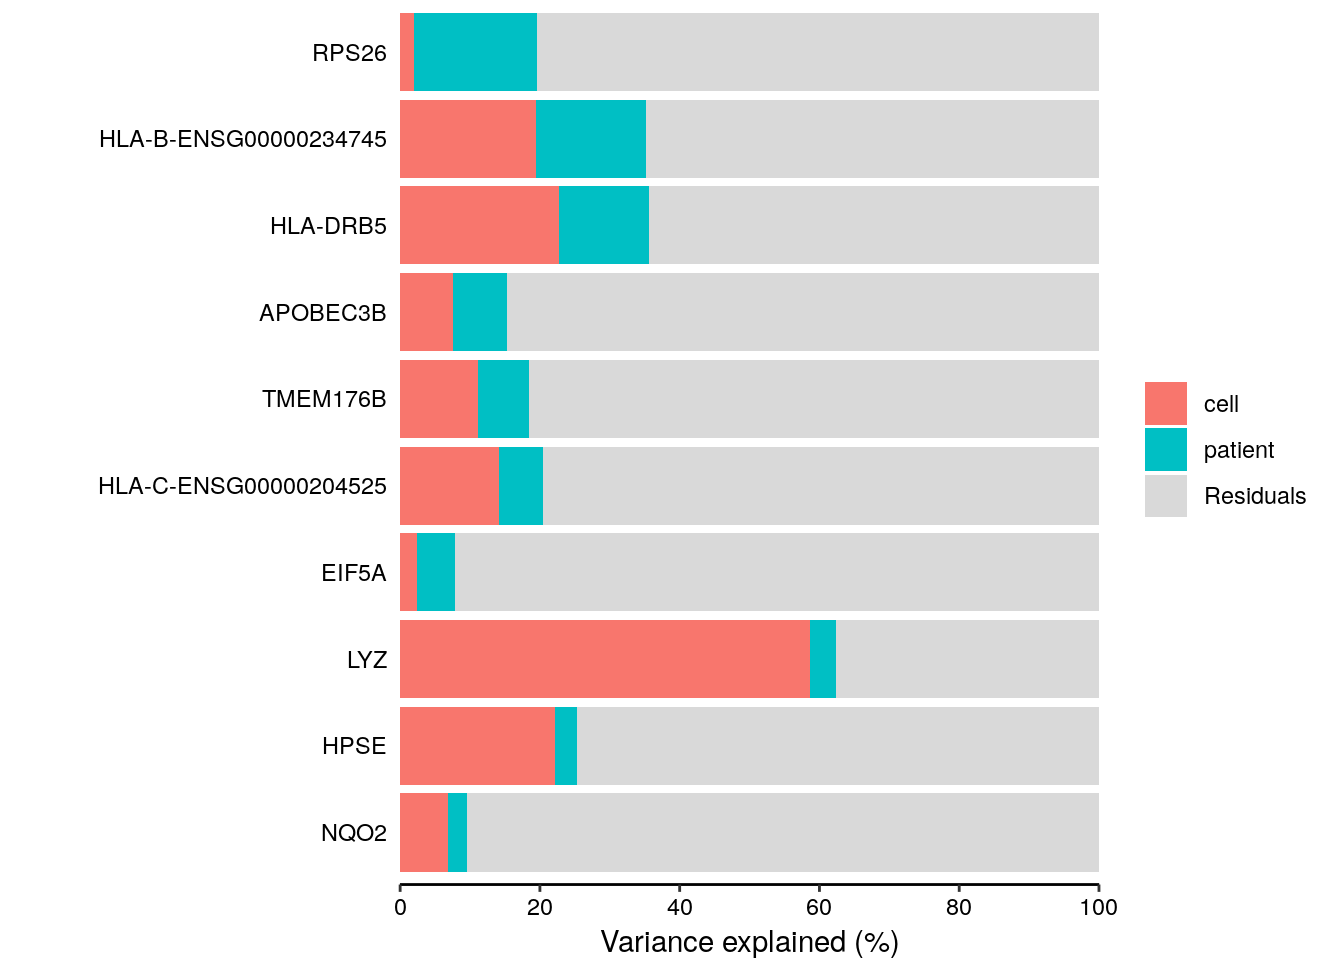 RPS26
HLA-B-ENSG00000234745
HLA-DRB5
APOBEC3B
TMEM176B
HLA-C-ENSG00000204525
EIF5A
LYZ
HPSE
NQO2
0 20 40 60 80 100
Variance explained (%)
cell
patient
Residuals